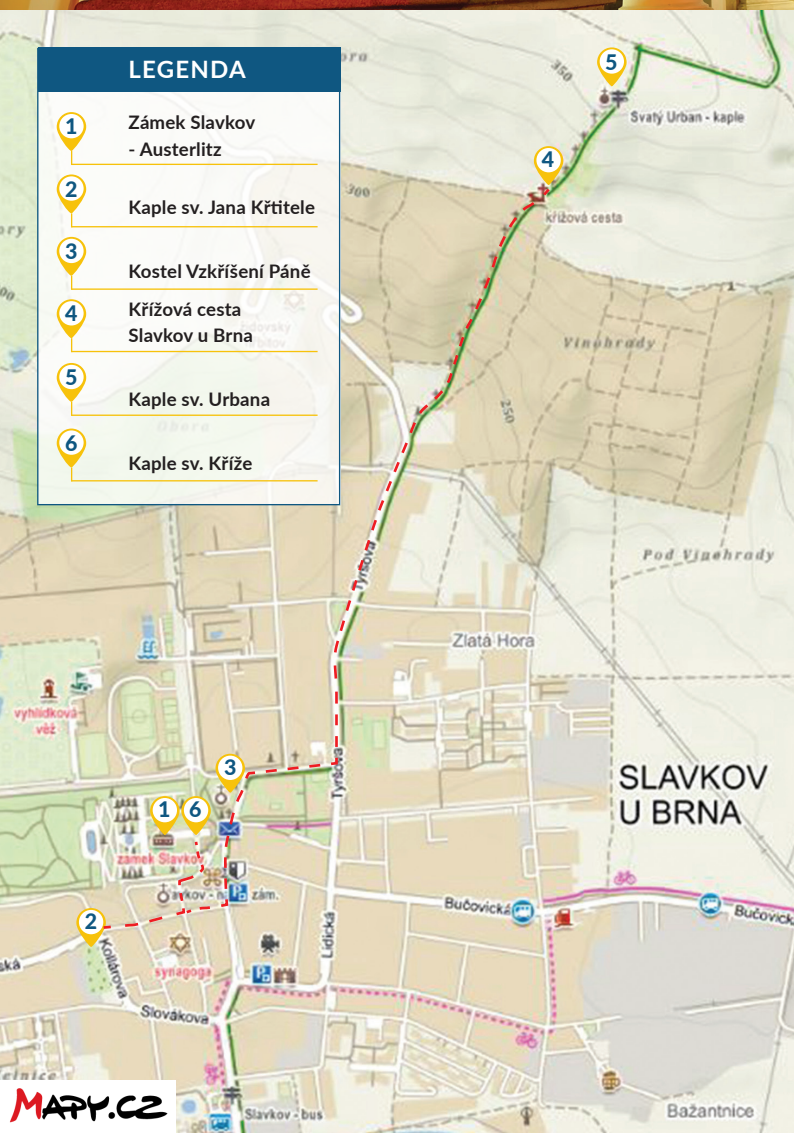 LEGENDA
1
Zámek Slavkov
- Austerlitz
2
Kaple sv. Jana Křtitele
3
Kostel Vzkříšení Páně
4
Křížová cesta
Slavkov u Brna
5
Kaple sv. Urbana
6
Kaple sv. Kříže
5
350
Svatý Urban - kaple
4
300
křížová cesta
Vinohrady
250
Obora
Pod Vinohrady
Tyršova
Zlatá Hora
vyhlídková
věž
3
Tyršova
SLAVKOV
U BRNA
1
6
zámek Slavkov
zám.
2
Bučovická
Lidická
Kollárova
synagoga
Slovákova
MAPY.CZ
Slavkov - bus
Bažantnice